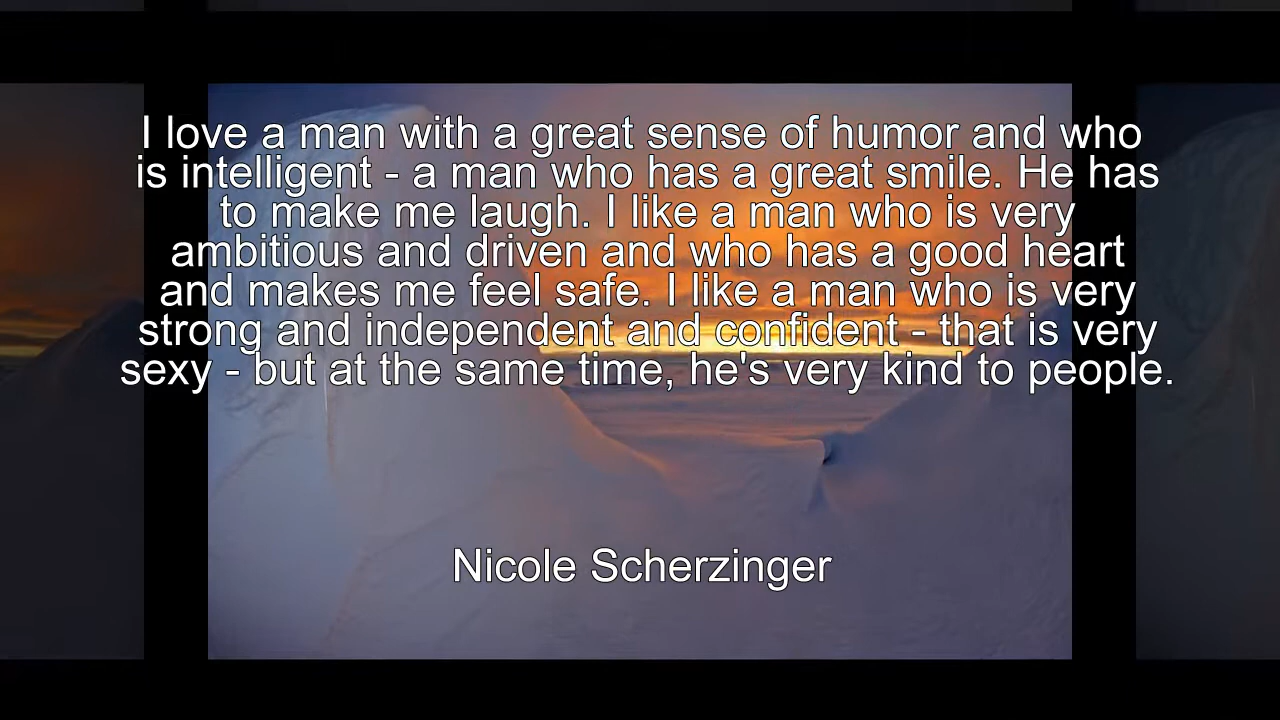 I love a man with a great sense of humor and who
is intelligent - a man who has a great smile. He has
to make me laugh. I like a man who is very
ambitious and driven and who has a good heart
and makes me feel safe. I like a man who is very
strong and independent and confident - that is very
sexy - but at the same time, he's very kind to people.
Nicole Scherzinger